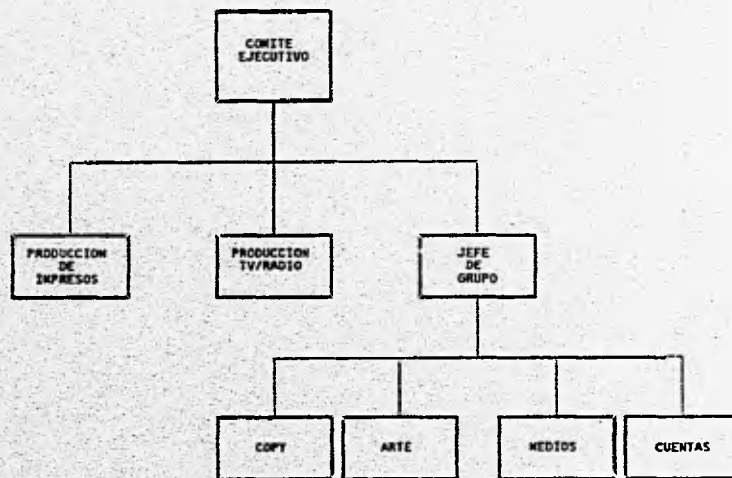 COMITE
EJECUTIVO
PRODUCCION
DE
IMPRESOS
PRODUCCION
TV/RADIO
JEFE
DE
GRUPO
COPY
ARTE
MEDIOS
CUENTAS